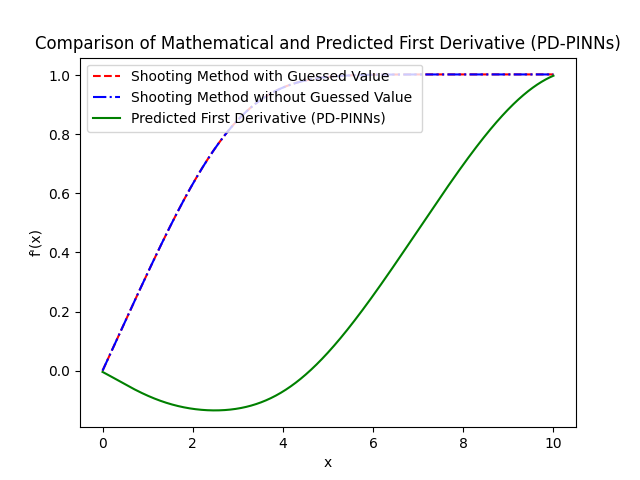 Comparison of Mathematical and Predicted First Derivative (PD-PINNs)
Shooting Method with Guessed Value
Shooting Method without Guessed Value
Predicted First Derivative (PD-PINNs)
1.0
0.8
0.6
0.4
0.2
0.0
f'(x)
0 2 4 6 8 10
x